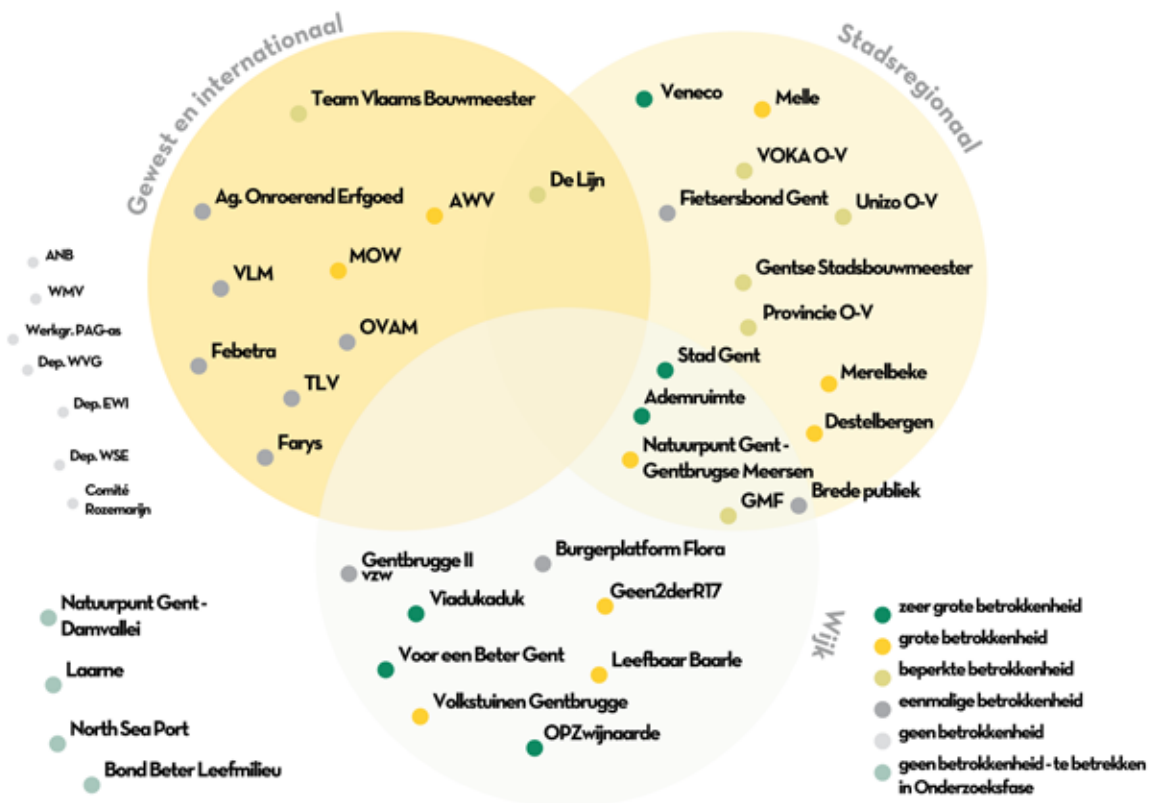 Gewest en internationaal
Stadsregionaal
Team Vlaams Bouwmeester
Veneco
Melle
VOKA O-V
De Lijn
Ag. Onroerend Erfgoed
AWV
Fietsersbond Gent
Unizo O-V
ANB
MOW
VLM
Gentse Stadsbouwmeester
WMV
Provincie O-V
Werkgr. PAG-as
OVAM
Febetra
Stad Gent
Dep. WVG
Merelbeke
TLV
Ademruimte
Dep. EWI
Destelbergen
Farys
Natuurpunt Gent -
Gentbrugse Meersen
Dep. WSE
Brede publiek
Comité
Rozemarijn
GMF
Burgerplatform Flora
Gentbrugge II
vzw
Geen2derR17
Viadukaduk
Natuurpunt Gent -
Damvallei
Wijk
Voor een Beter Gent
Leefbaar Baarle
Laarne
Volkstuinen Gentbrugge
North Sea Port
OPZwijnaarde
Bond Beter Leefmilieu
zeer grote betrokkenheid
grote betrokkenheid
beperkte betrokkenheid
eenmalige betrokkenheid
geen betrokkenheid
geen betrokkenheid - te betrekken
in Onderzoeksfase